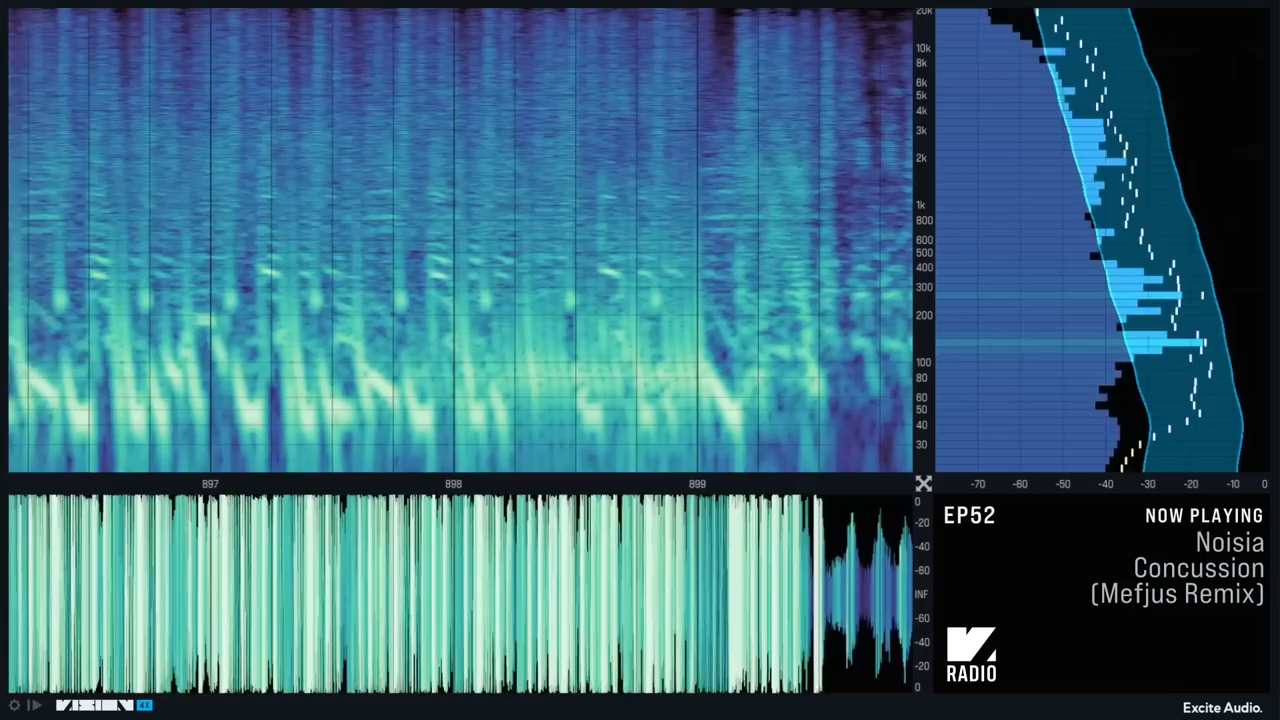 20k
10k
8k
6k
5k
4k
3k
2k
1k
800
600
500
400
300
200
100
80
60
50
40
30
897 898 899
-70 -60 -50 -40 -30 -20 -10 0
0
-20
-40
-60
INF
-60
-40
-20
0
EP52
NOW PLAYING
Noisia
Concussion
(Mefjus Remix)
RADIO
VISION 4X
Excite Audio.